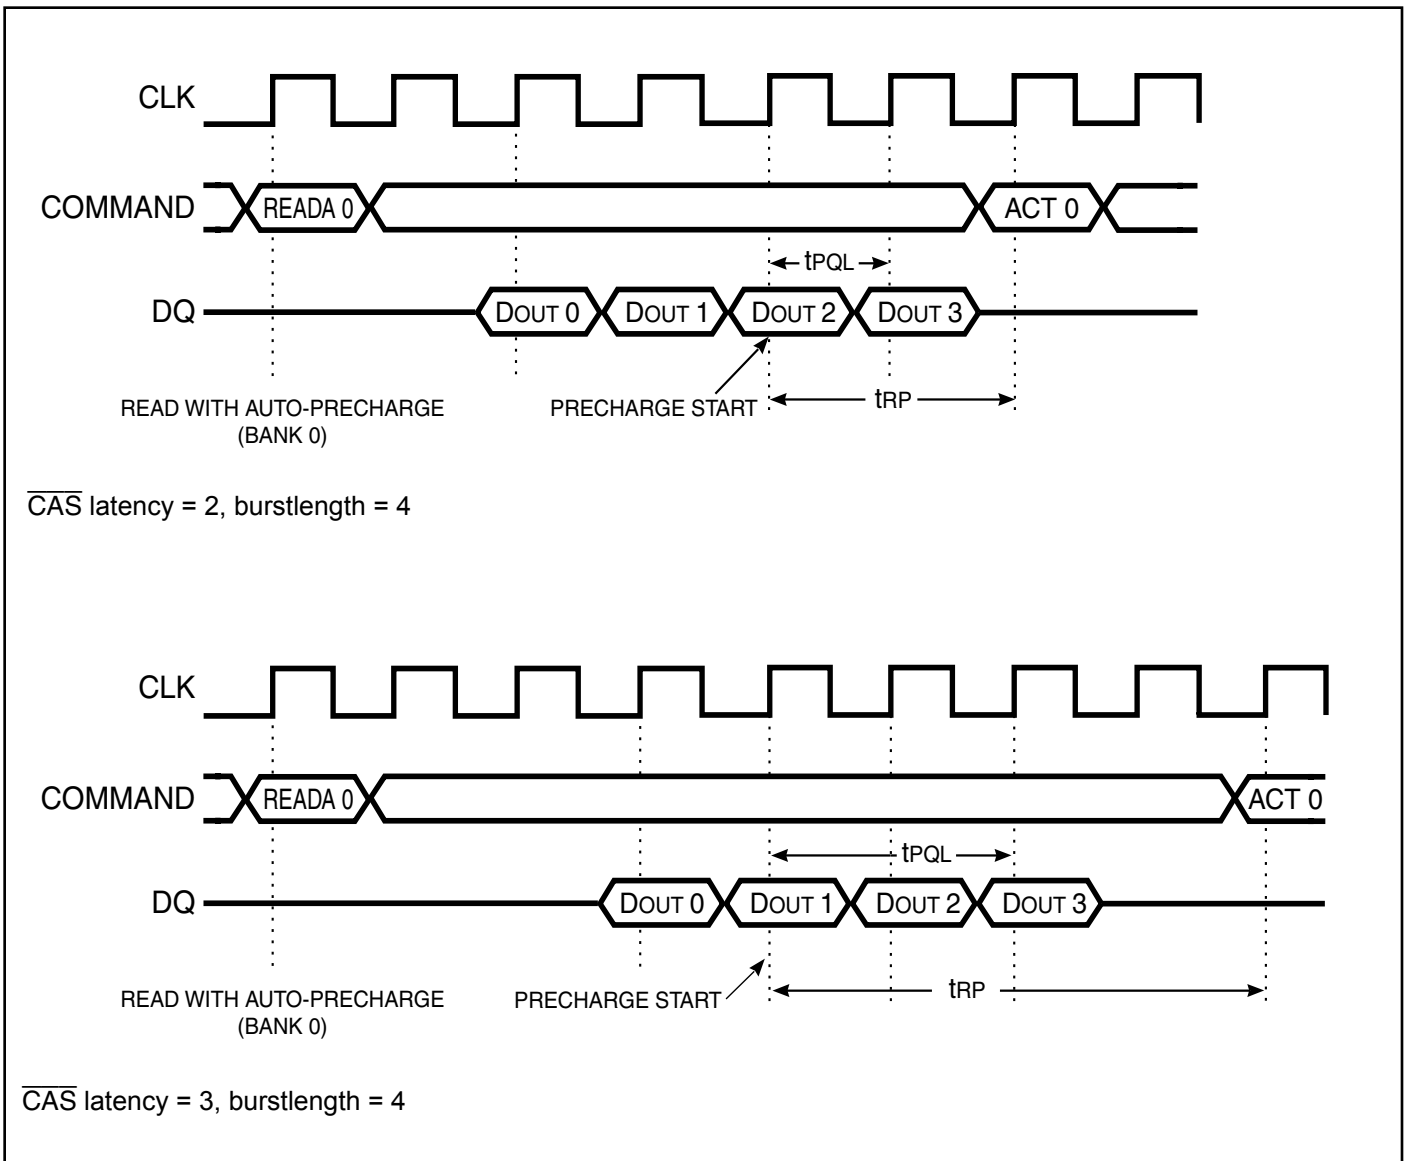 CLK
COMMAND
READA 0
ACT 0
tPQL
DQ
DOUT 0
DOUT 1
DOUT 2
DOUT 3
READ WITH AUTO-PRECHARGE
(BANK 0)
PRECHARGE START
tRP
CAS latency = 2, burstlength = 4
CLK
COMMAND
READA 0
ACT 0
tPQL
DQ
DOUT 0
DOUT 1
DOUT 2
DOUT 3
READ WITH AUTO-PRECHARGE
(BANK 0)
PRECHARGE START
tRP
CAS latency = 3, burstlength = 4